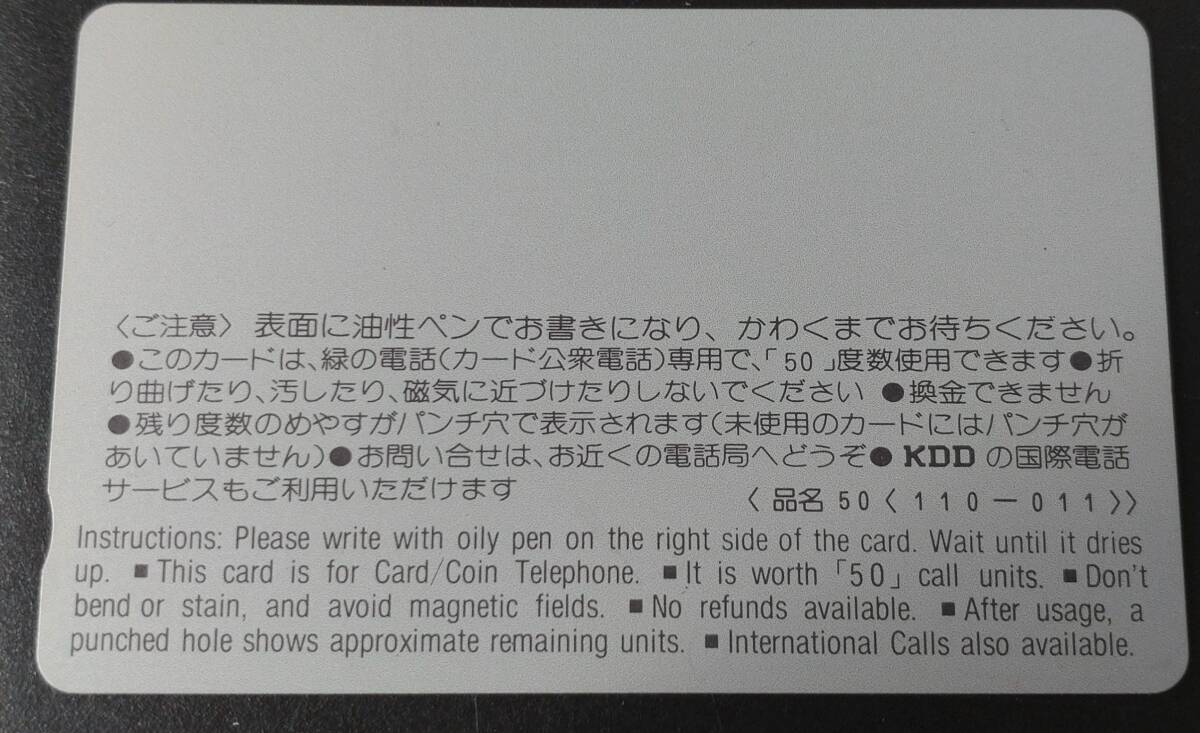 〈ご注意〉 表面に油性ペンでお書きになり、かわくまでお待ちください。
●このカードは、緑の電話(カード公衆電話)専用で、「50」度数使用できます●折
り曲げたり、汚したり、磁気に近づけたりしないでください ●換金できません
●残り度数のめやすがパンチ穴で表示されます(未使用のカードにはパンチ穴が
あいていません)●お問い合せは、お近くの電話局へどうぞ● KDD の国際電話
サービスもご利用いただけます
〈 品名 50〈 110－011〉〉
Instructions: Please write with oily pen on the right side of the card. Wait until it dries
up. ■ This card is for Card/Coin Telephone. ■ It is worth「50」call units. ■ Don't
bend or stain, and avoid magnetic fields. ■ No refunds available. ■ After usage, a
punched hole shows approximate remaining units. ■ International Calls also available.